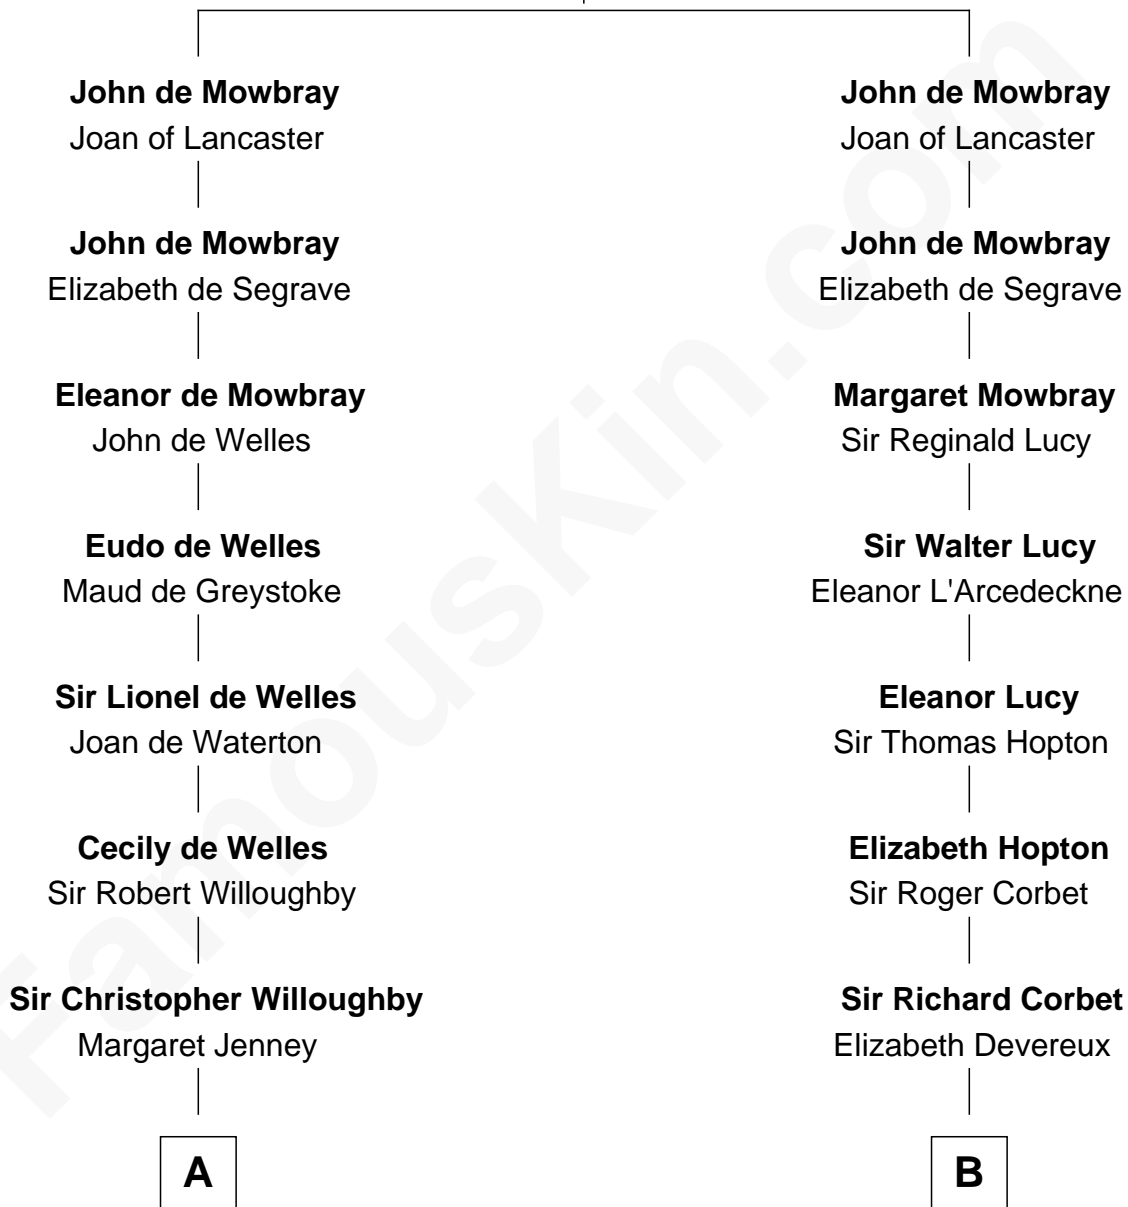 John de Mowbray
Joan of Lancaster
John de Mowbray
Elizabeth de Segrave
Eleanor de Mowbray
John de Welles
Eudo de Welles
Maud de Greystoke
Sir Lionel de Welles
Joan de Waterton
Cecily de Welles
Sir Robert Willoughby
Sir Christopher Willoughby
Margaret Jenney
A
John de Mowbray
Joan of Lancaster
John de Mowbray
Elizabeth de Segrave
Margaret Mowbray
Sir Reginald Lucy
Sir Walter Lucy
Eleanor L'Arcedeckne
Eleanor Lucy
Sir Thomas Hopton
Elizabeth Hopton
Sir Roger Corbet
Sir Richard Corbet
Elizabeth Devereux
B
FamousKin.com